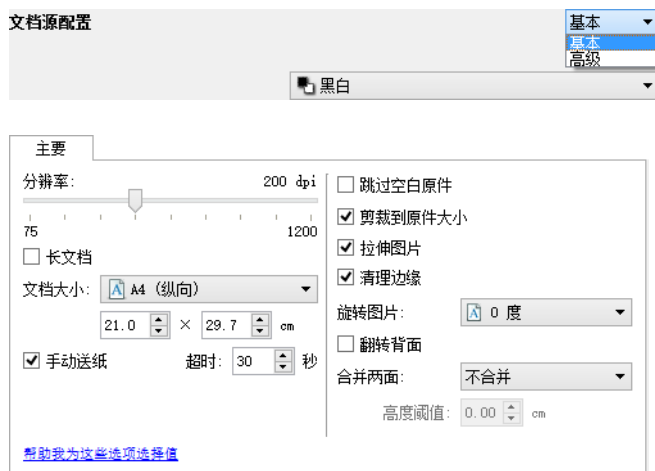 文档源配置
基本
基本
高级
黑白
主要
分辨率:
200 dpi
75
1200
长文档
文档大小: A4 (纵向)
21.0 × 29.7 cm
手动送纸 超时: 30 秒
帮助我为这些选项选择值
跳过空白原件
剪裁到原件大小
拉伸图片
清理边缘
旋转图片: 0 度
翻转背面
合并两面: 不合并
高度阈值: 0.00 cm